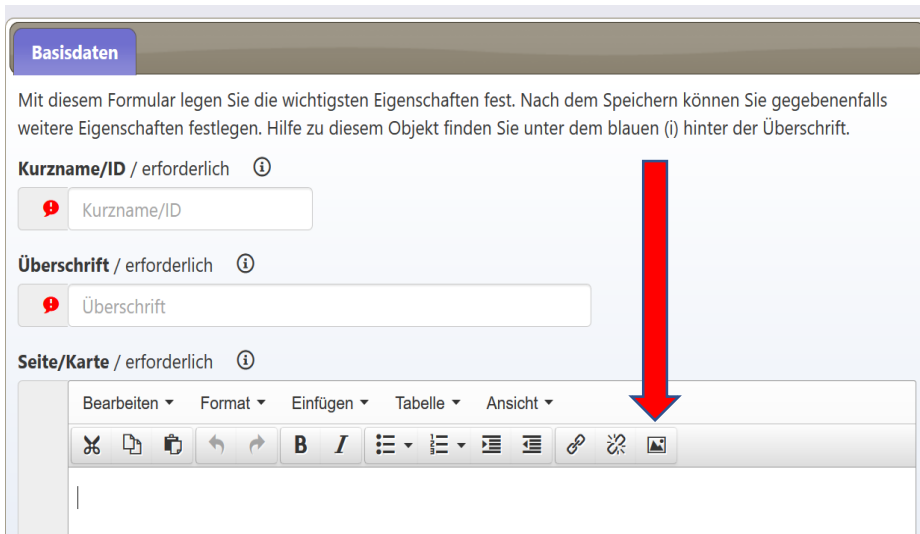 Basisdaten
Mit diesem Formular legen Sie die wichtigsten Eigenschaften fest. Nach dem Speichern können Sie gegebenenfalls
weitere Eigenschaften festlegen. Hilfe zu diesem Objekt finden Sie unter dem blauen (i) hinter der Überschrift.
Kurzname/ID / erforderlich
Kurzname/ID
Überschrift / erforderlich
Überschrift
Seite/Karte / erforderlich
Bearbeiten Format Einfügen Tabelle Ansicht
B I